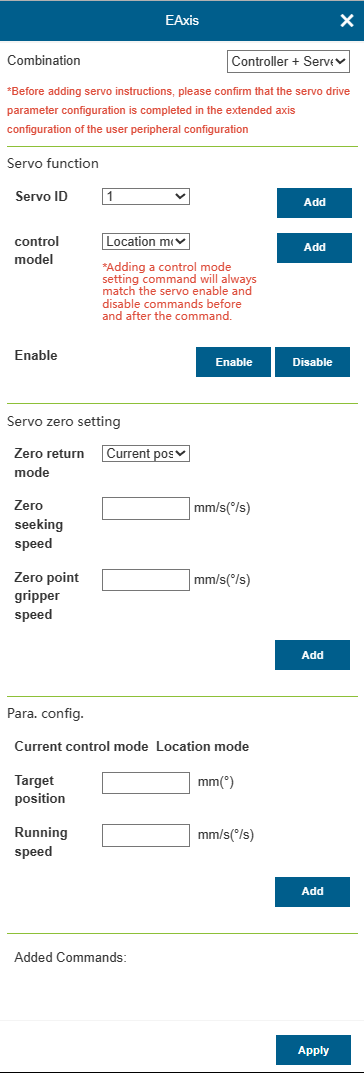 EAxis
Combination Controller + Serve
*Before adding servo instructions, please confirm that the servo drive
parameter configuration is completed in the extended axis
configuration of the user peripheral configuration
Servo function
Servo ID 1 Add
control
model Location mo Add
*Adding a control mode
setting command will always
match the servo enable and
disable commands before
and after the command.
Enable Enable Disable
Servo zero setting
Zero return
mode Current pos
Zero
seeking
speed mm/s(°/s)
Zero point
gripper
speed mm/s(°/s)
Add
Para. config.
Current control mode Location mode
Target
position mm(°)
Running
speed mm/s(°/s)
Add
Added Commands:
Apply